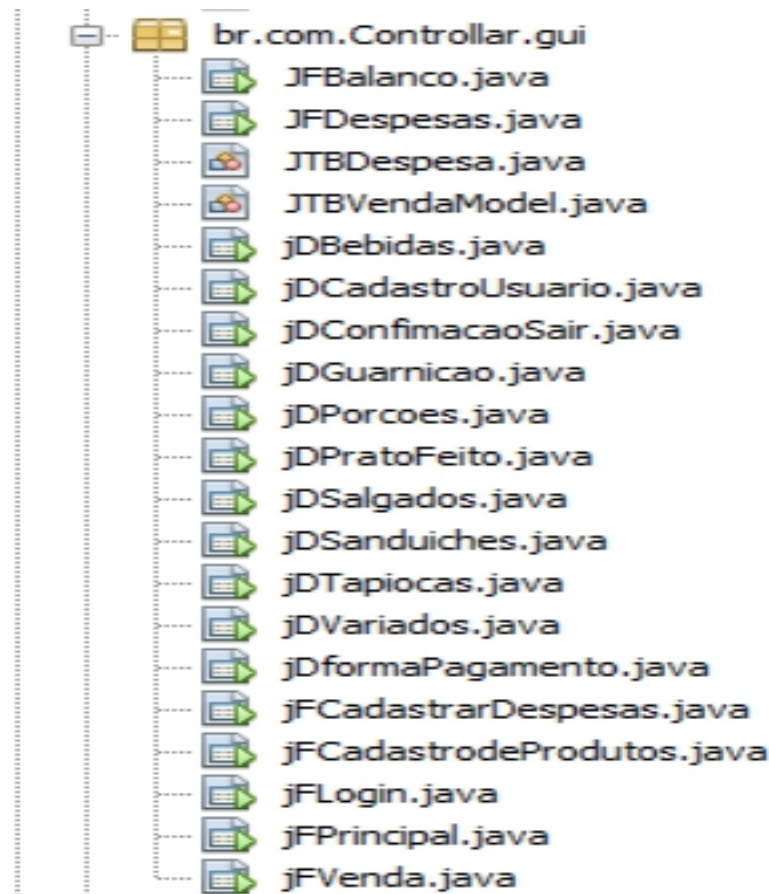 br.com.Controllar.gui
JFBalanco.java
JFDespesas.java
JTBDespesa.java
JTBVendaModel.java
jDBebidas.java
jDCadastroUsuario.java
jDConfimacaoSair.java
jDGuarnicao.java
jDPorcoes.java
jDPratoFeito.java
jDSalgados.java
jDSanduiches.java
jDTapiocas.java
jDVariados.java
jDformaPagamento.java
jFCadastrarDespesas.java
jFCadastrodeProdutos.java
jFLogin.java
jFPrincipal.java
jFVenda.java